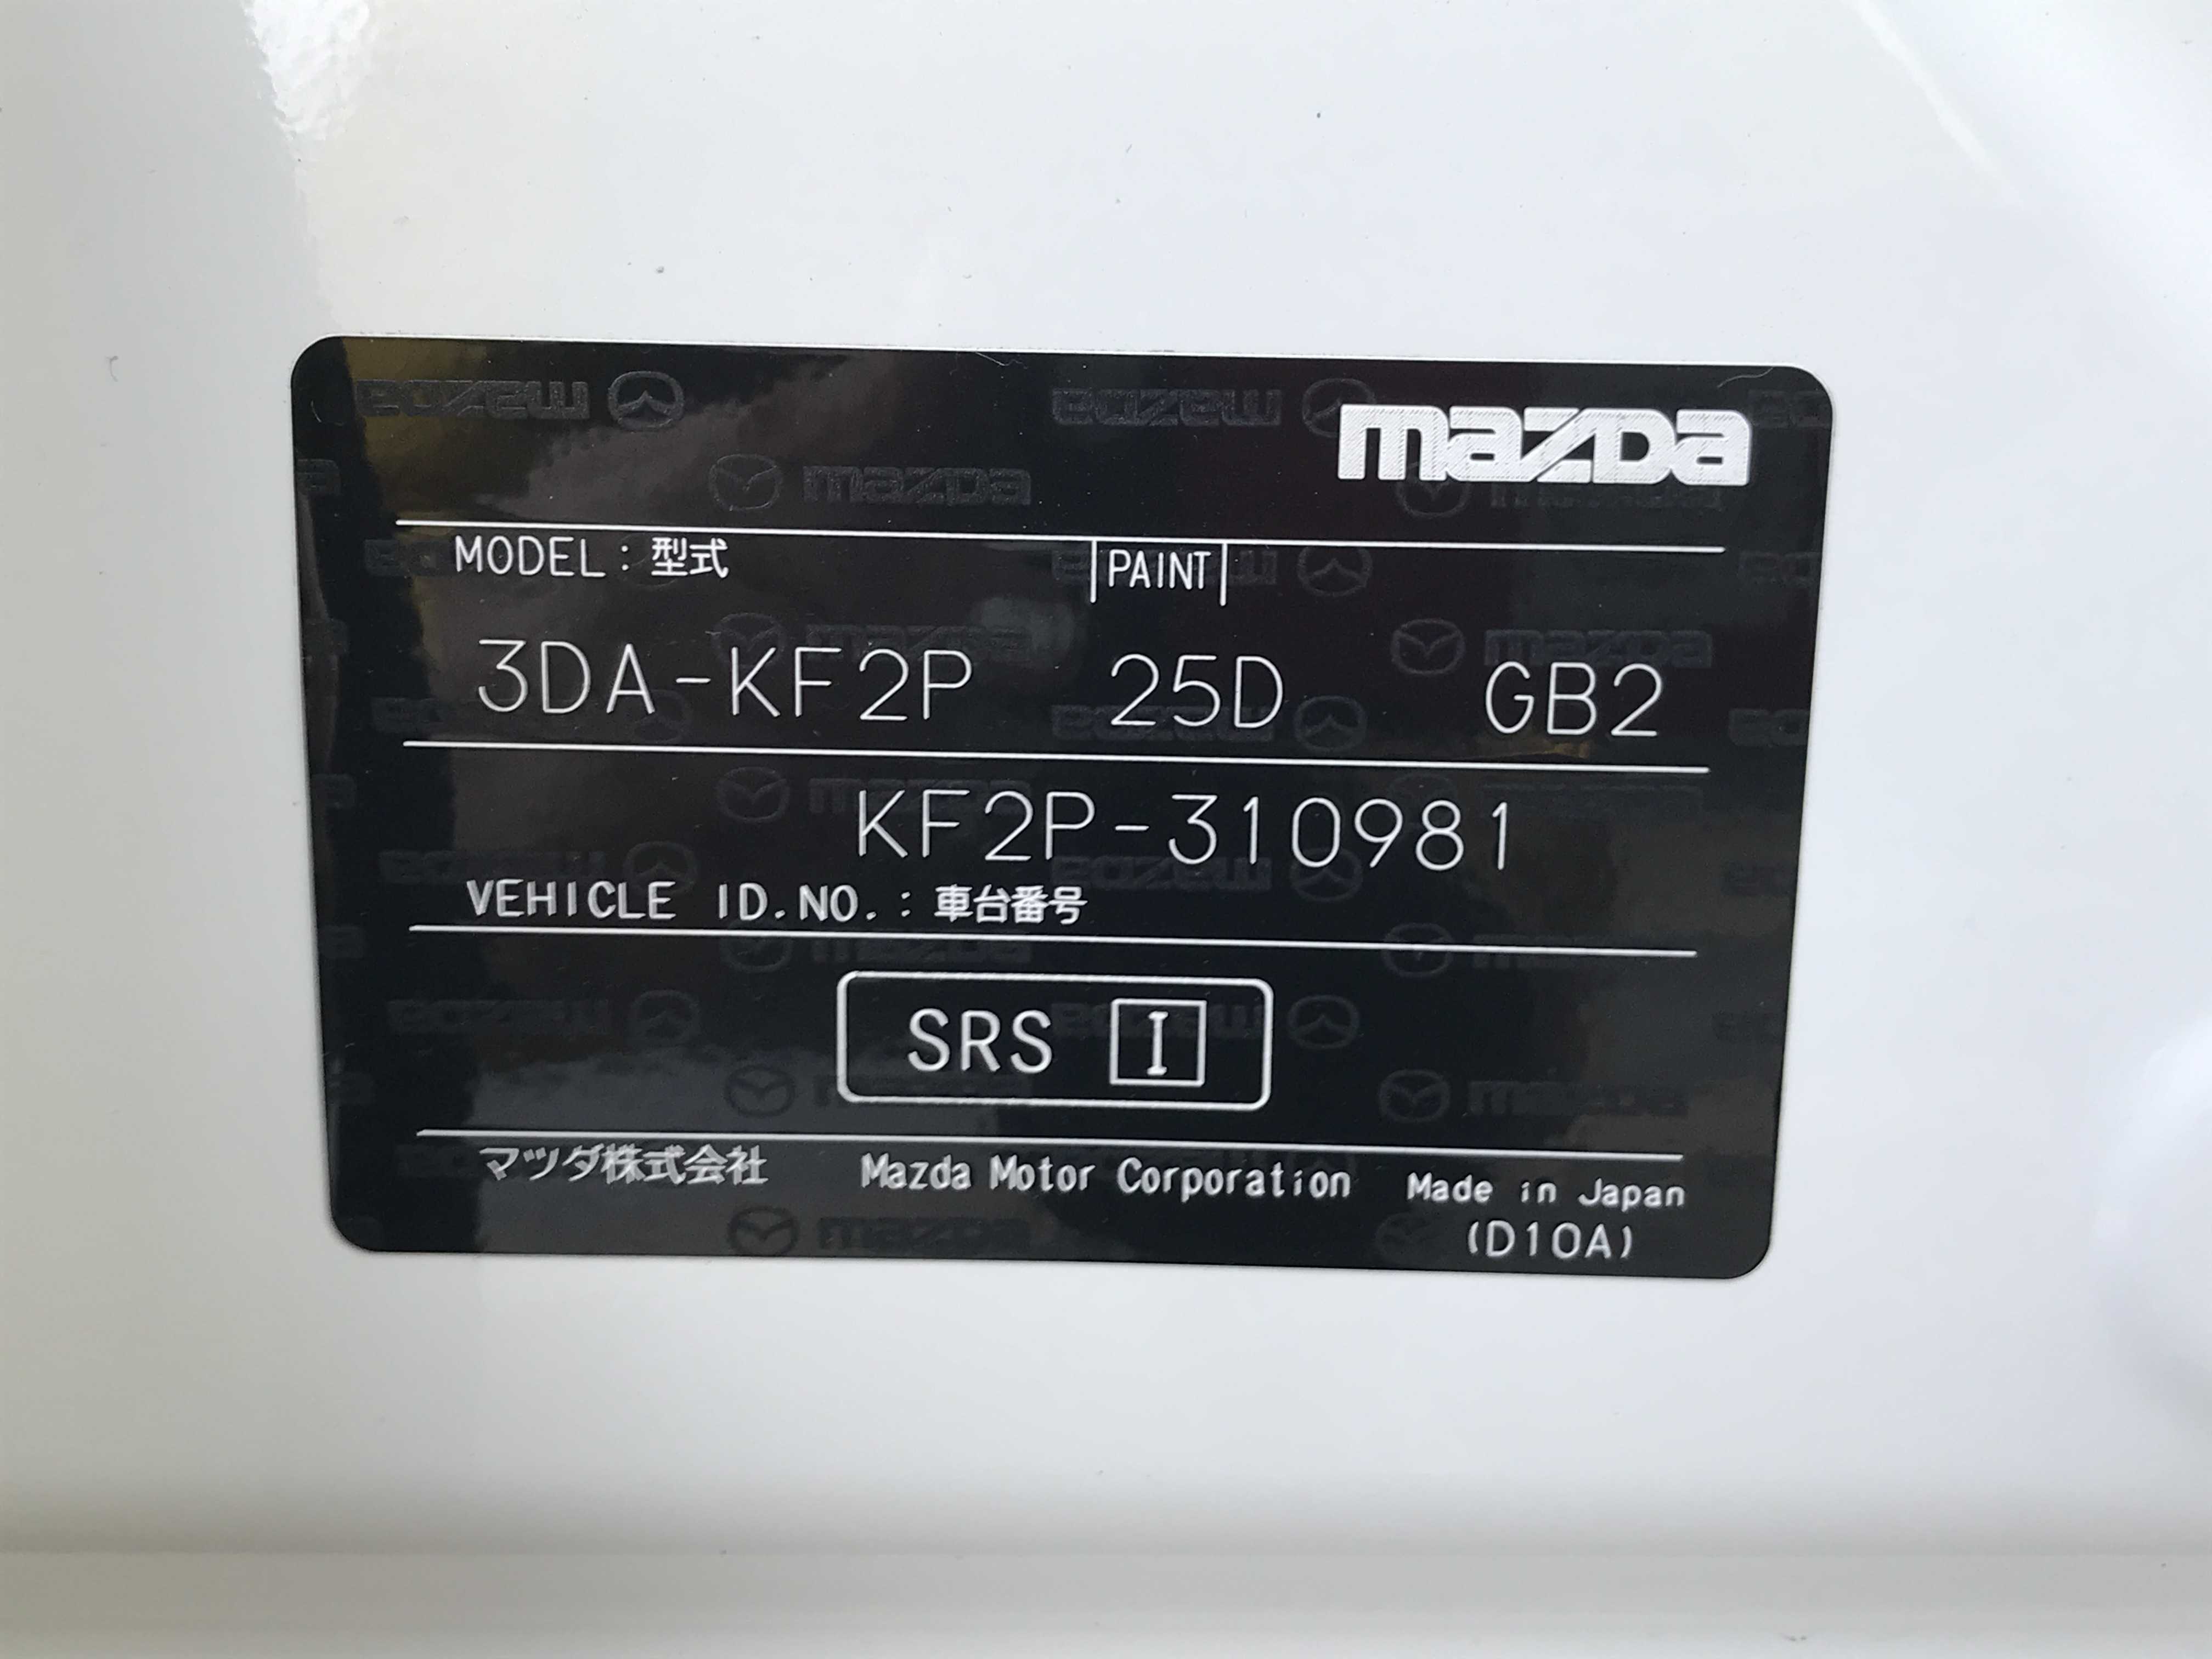 mazda
MODEL : 型式 PAINT
3DA-KF2P 25D GB2
KF2P-310981
VEHICLE ID.NO. : 車台番号
SRS I
マツダ株式会社 Mazda Motor Corporation Made in Japan
(D10A)